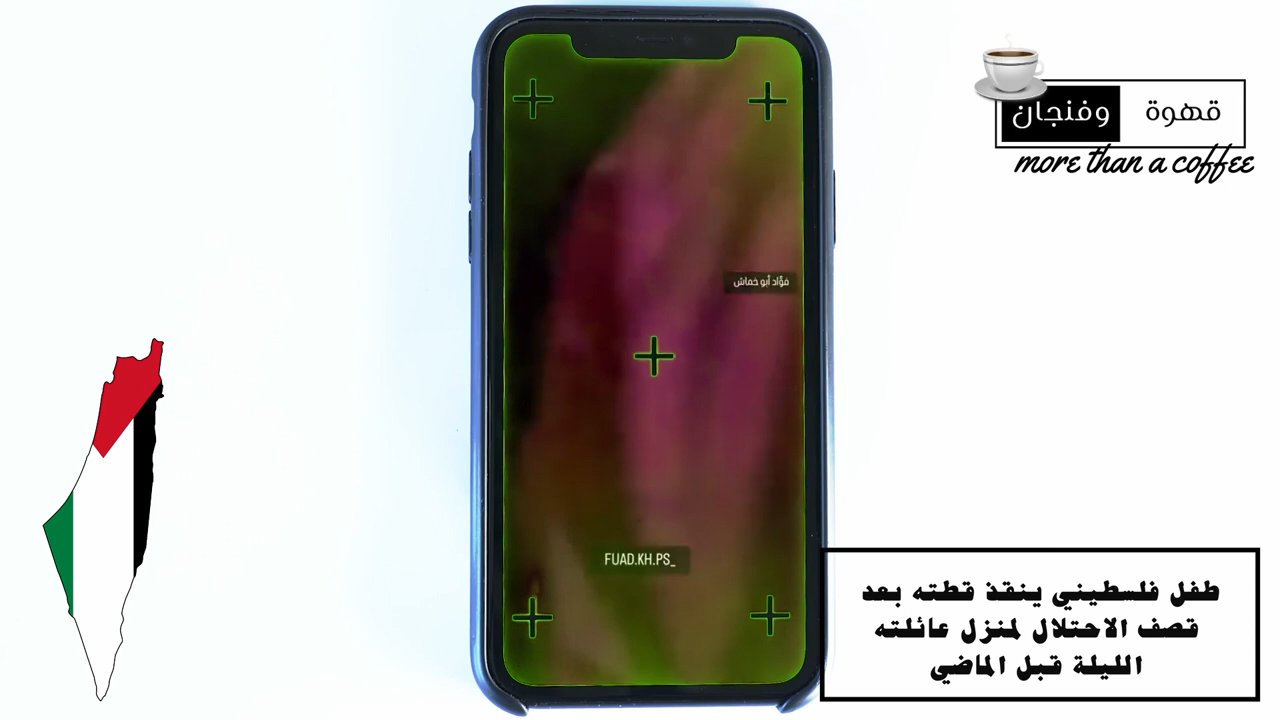 قهوة وفنجان
more than a coffee
فؤاد أبو خماش
FUAD.KH.PS_
طفل فلسطيني ينقذ قطته بعد
قصف الاحتلال لمنزل عائلته
الليلة قبل الماضي